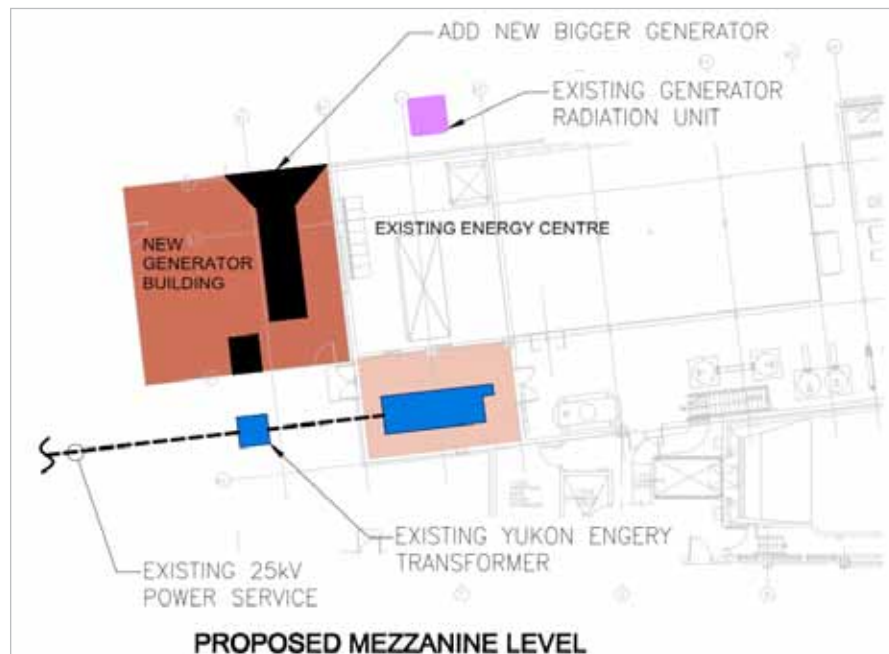 ADD NEW BIGGER GENERATOR
EXISTING GENERATOR
RADIATION UNIT
EXISTING ENERGY CENTRE
NEW
GENERATOR
BUILDING
EXISTING YUKON ENGERY
TRANSFORMER
EXISTING 25kV
POWER SERVICE
PROPOSED MEZZANINE LEVEL